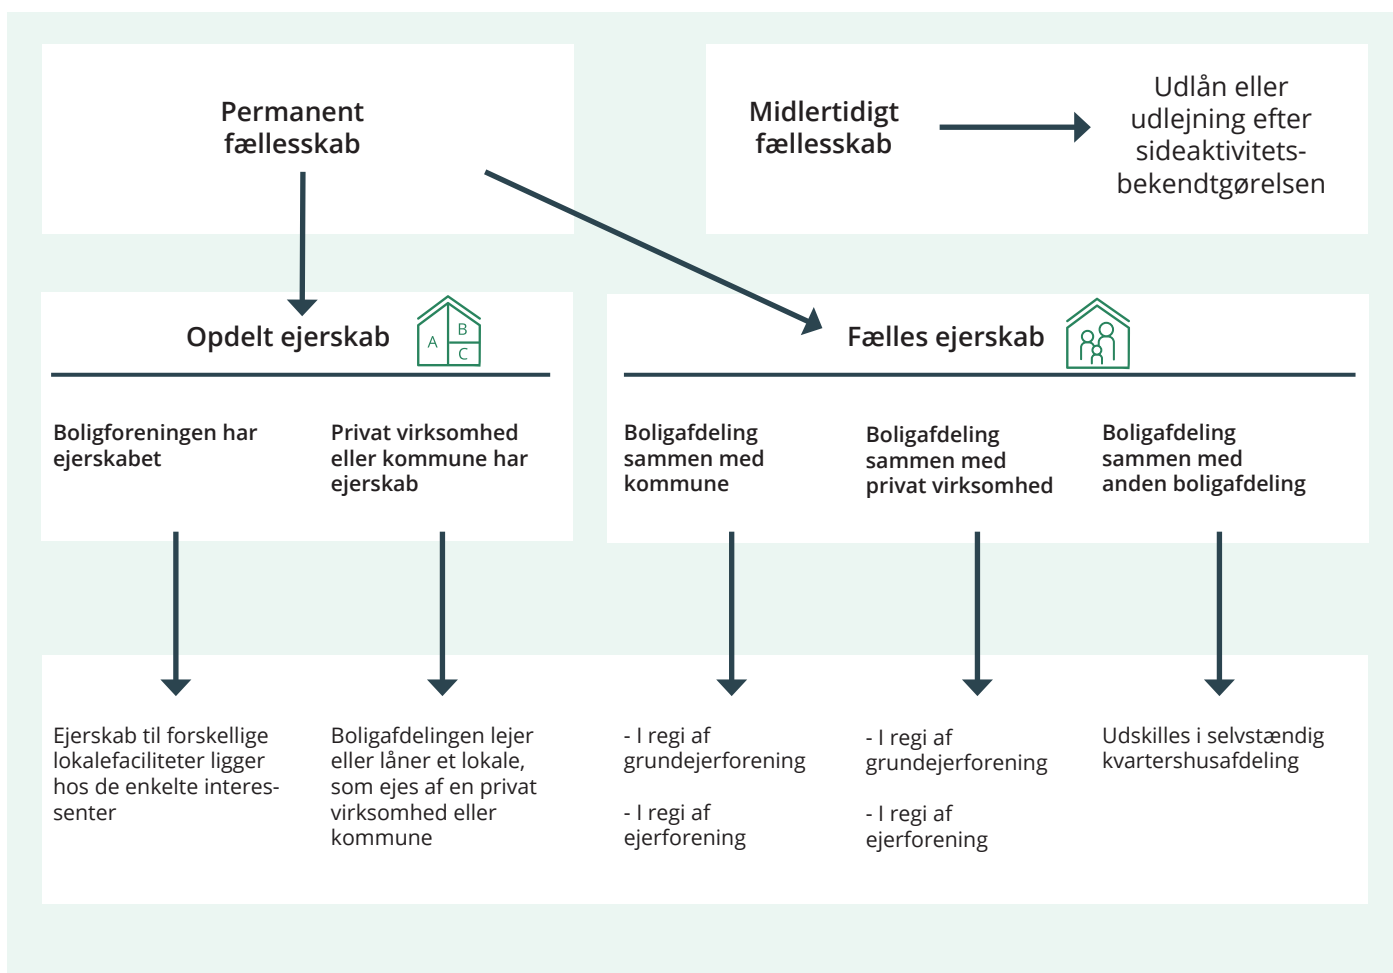 Permanent
fællesskab
Midlertidigt
fællesskab
Udlån eller
udlejning efter
sideaktivitets-
bekendtgørelsen
Opdelt ejerskab
A
B
C
Fælles ejerskab
Boligforeningen har
ejerskabet
Privat virksomhed
eller kommune har
ejerskab
Boligafdeling
sammen med
kommune
Boligafdeling
sammen med
privat virksomhed
Boligafdeling
sammen med
anden boligafdeling
Ejerskab til forskellige
lokalefaciliteter ligger
hos de enkelte interes-
senter
Boligafdelingen lejer
eller låner et lokale,
som ejes af en privat
virksomhed eller
kommune
- I regi af
grundejerforening
- I regi af
ejerforening
- I regi af
grundejerforening
- I regi af
ejerforening
Udskilles i selvstændig
kvartershusafdeling